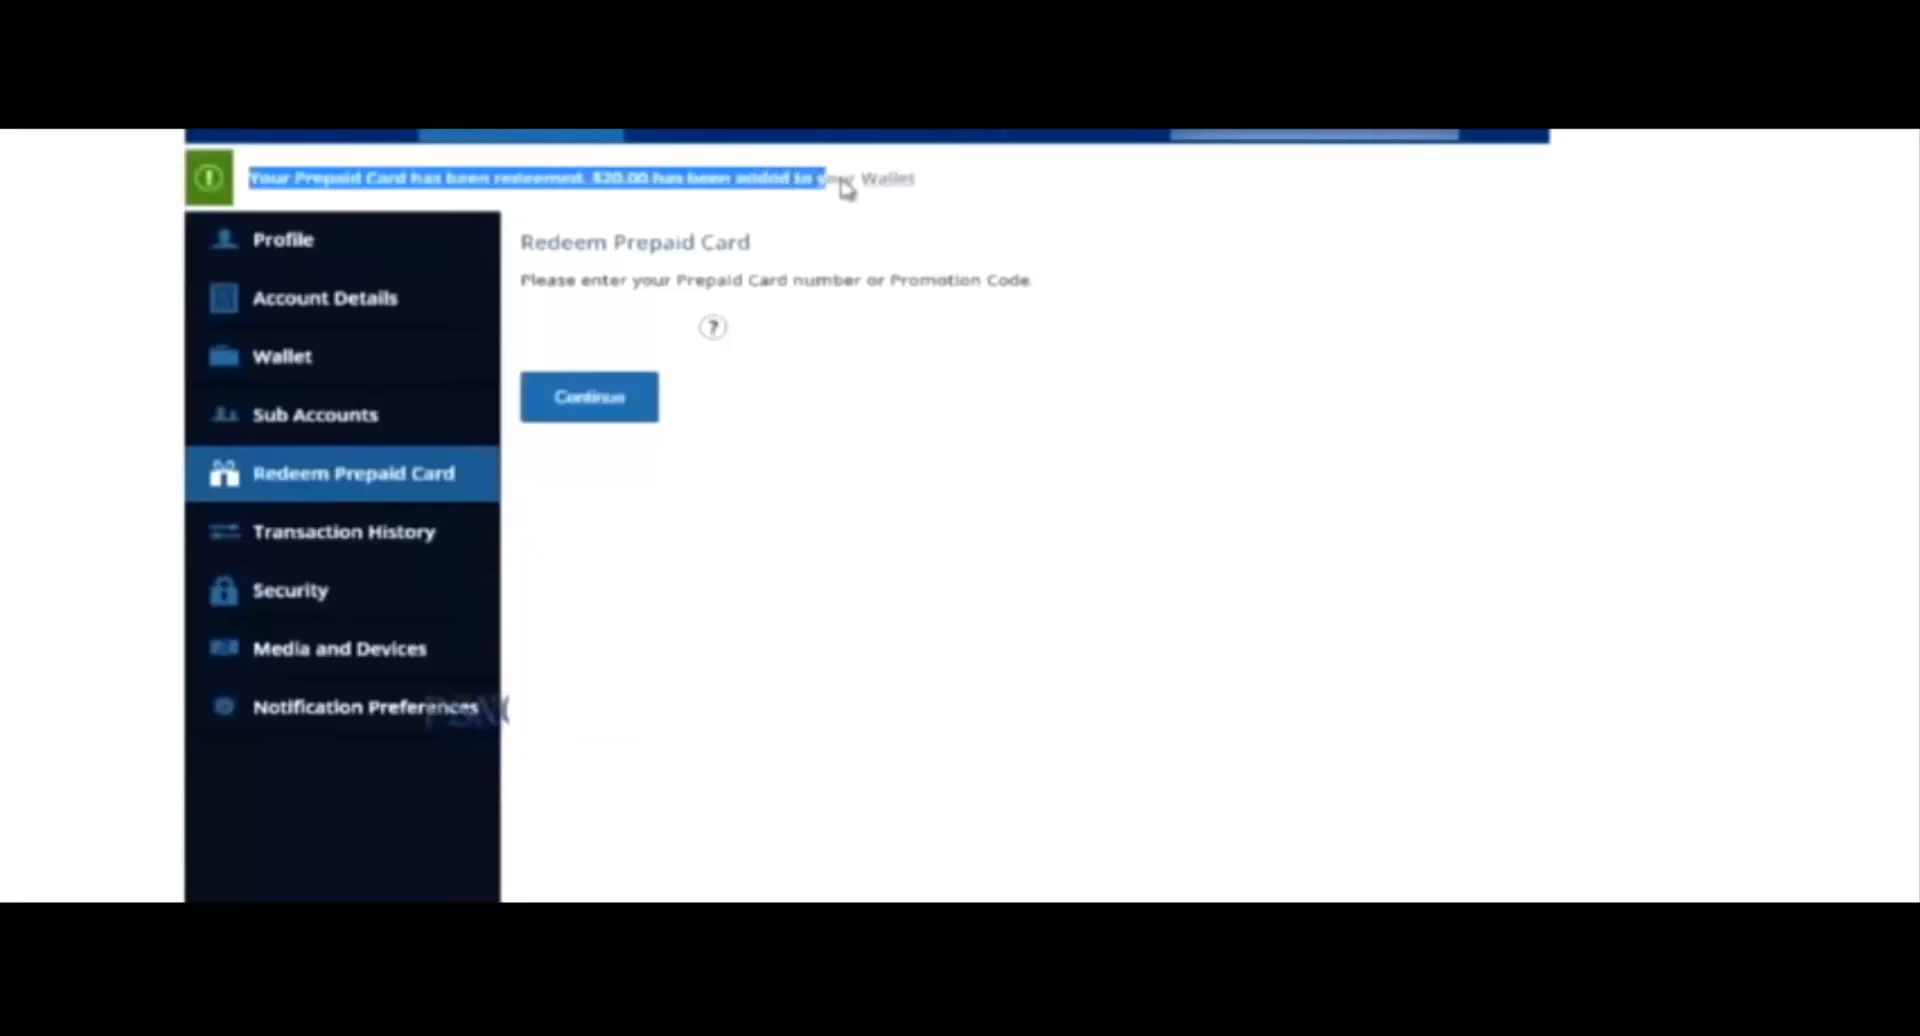 Your Prepaid Card has been redeemed. $20.00 has been added to your Wallet
Profile
Account Details
Wallet
Sub Accounts
Redeem Prepaid Card
Transaction History
Security
Media and Devices
Notification Preferences
Redeem Prepaid Card
Please enter your Prepaid Card number or Promotion Code.
?
Continue